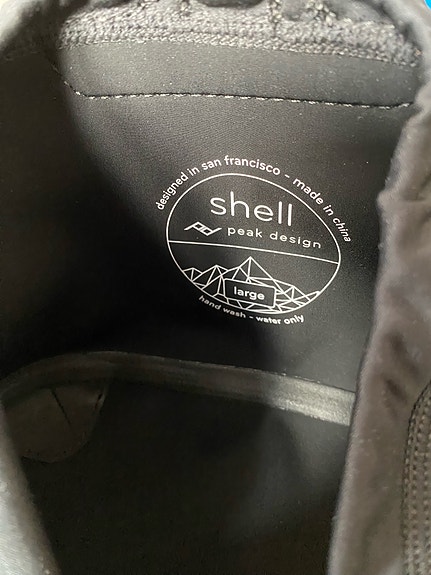 designed in san francisco - made in china
shell
peak design
large
hand wash - water only